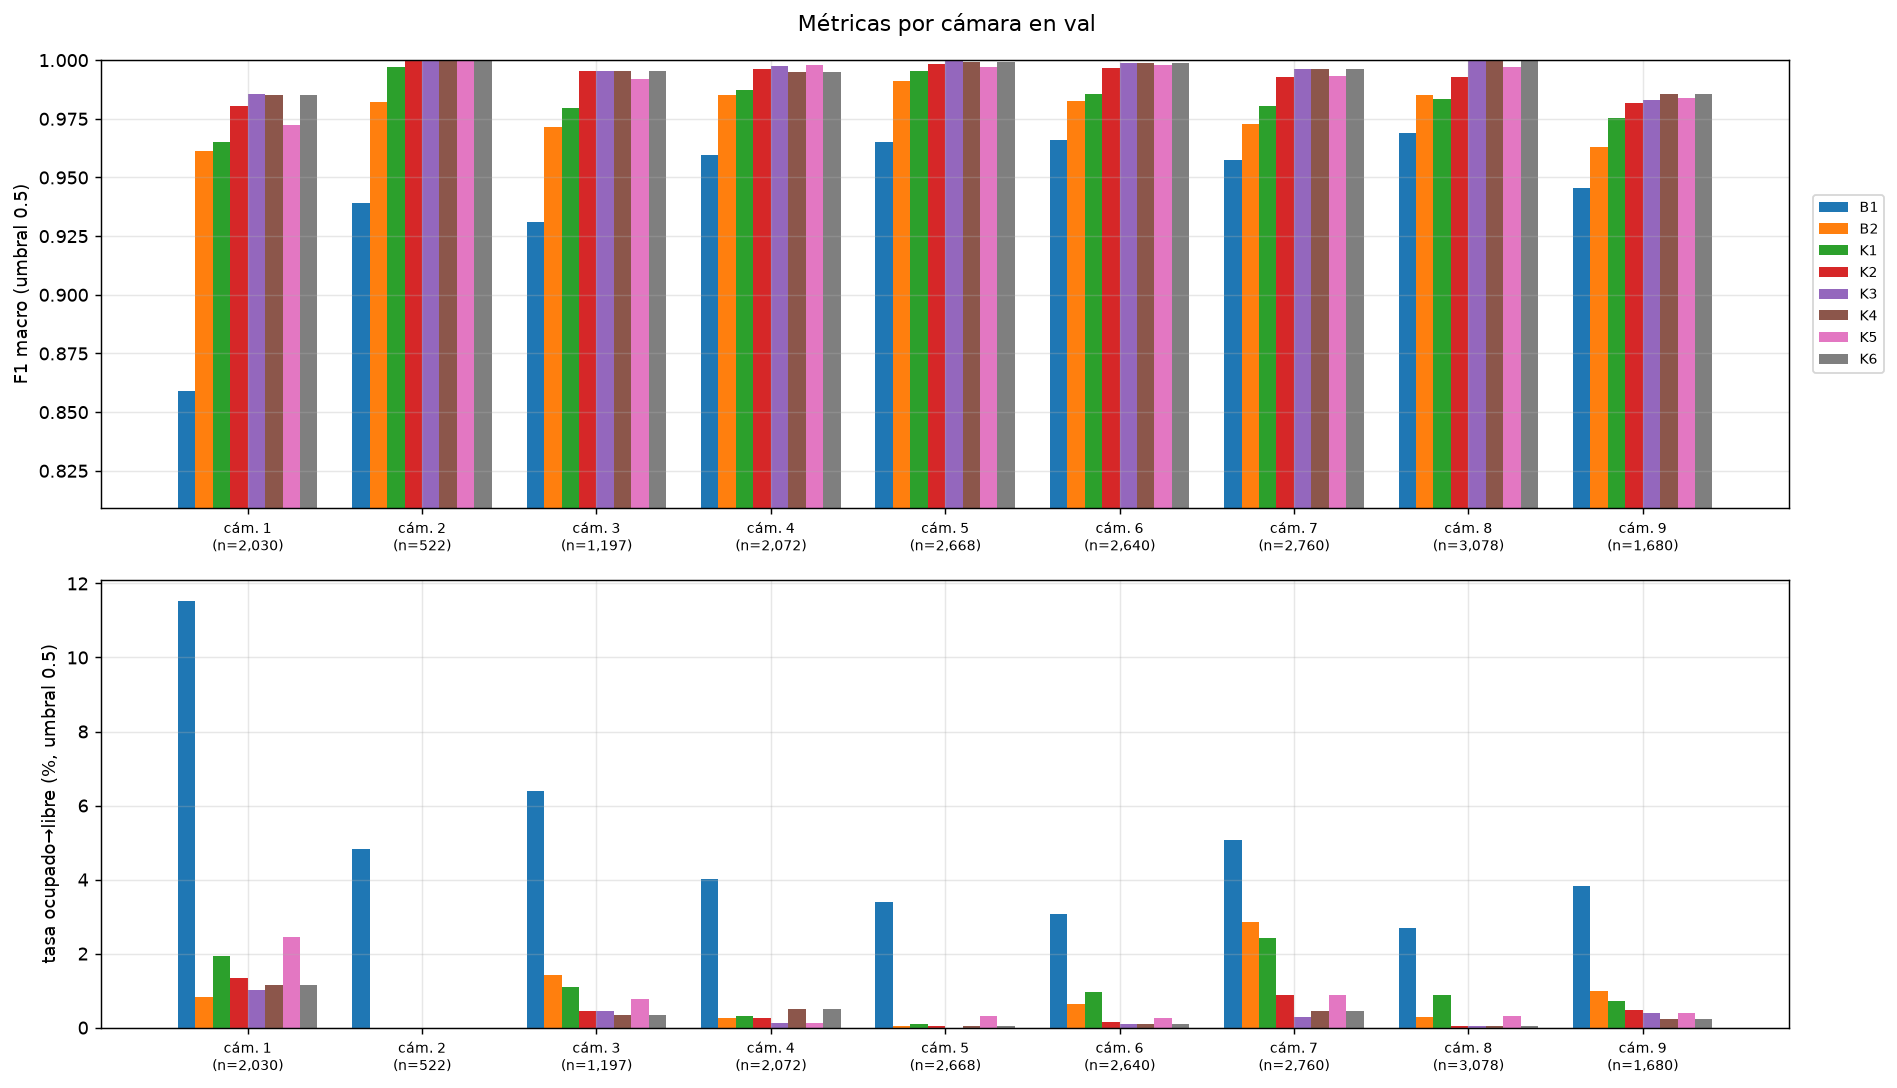 Métricas por cámara en val
F1 macro (umbral 0.5)
1.000
0.975
0.950
0.925
0.900
0.875
0.850
0.825
cám. 1
(n=2,030)
cám. 2
(n=522)
cám. 3
(n=1,197)
cám. 4
(n=2,072)
cám. 5
(n=2,668)
cám. 6
(n=2,640)
cám. 7
(n=2,760)
cám. 8
(n=3,078)
cám. 9
(n=1,680)
B1
B2
K1
K2
K3
K4
K5
K6
tasa ocupado→libre (%, umbral 0.5)
12
10
8
6
4
2
0
cám. 1
(n=2,030)
cám. 2
(n=522)
cám. 3
(n=1,197)
cám. 4
(n=2,072)
cám. 5
(n=2,668)
cám. 6
(n=2,640)
cám. 7
(n=2,760)
cám. 8
(n=3,078)
cám. 9
(n=1,680)